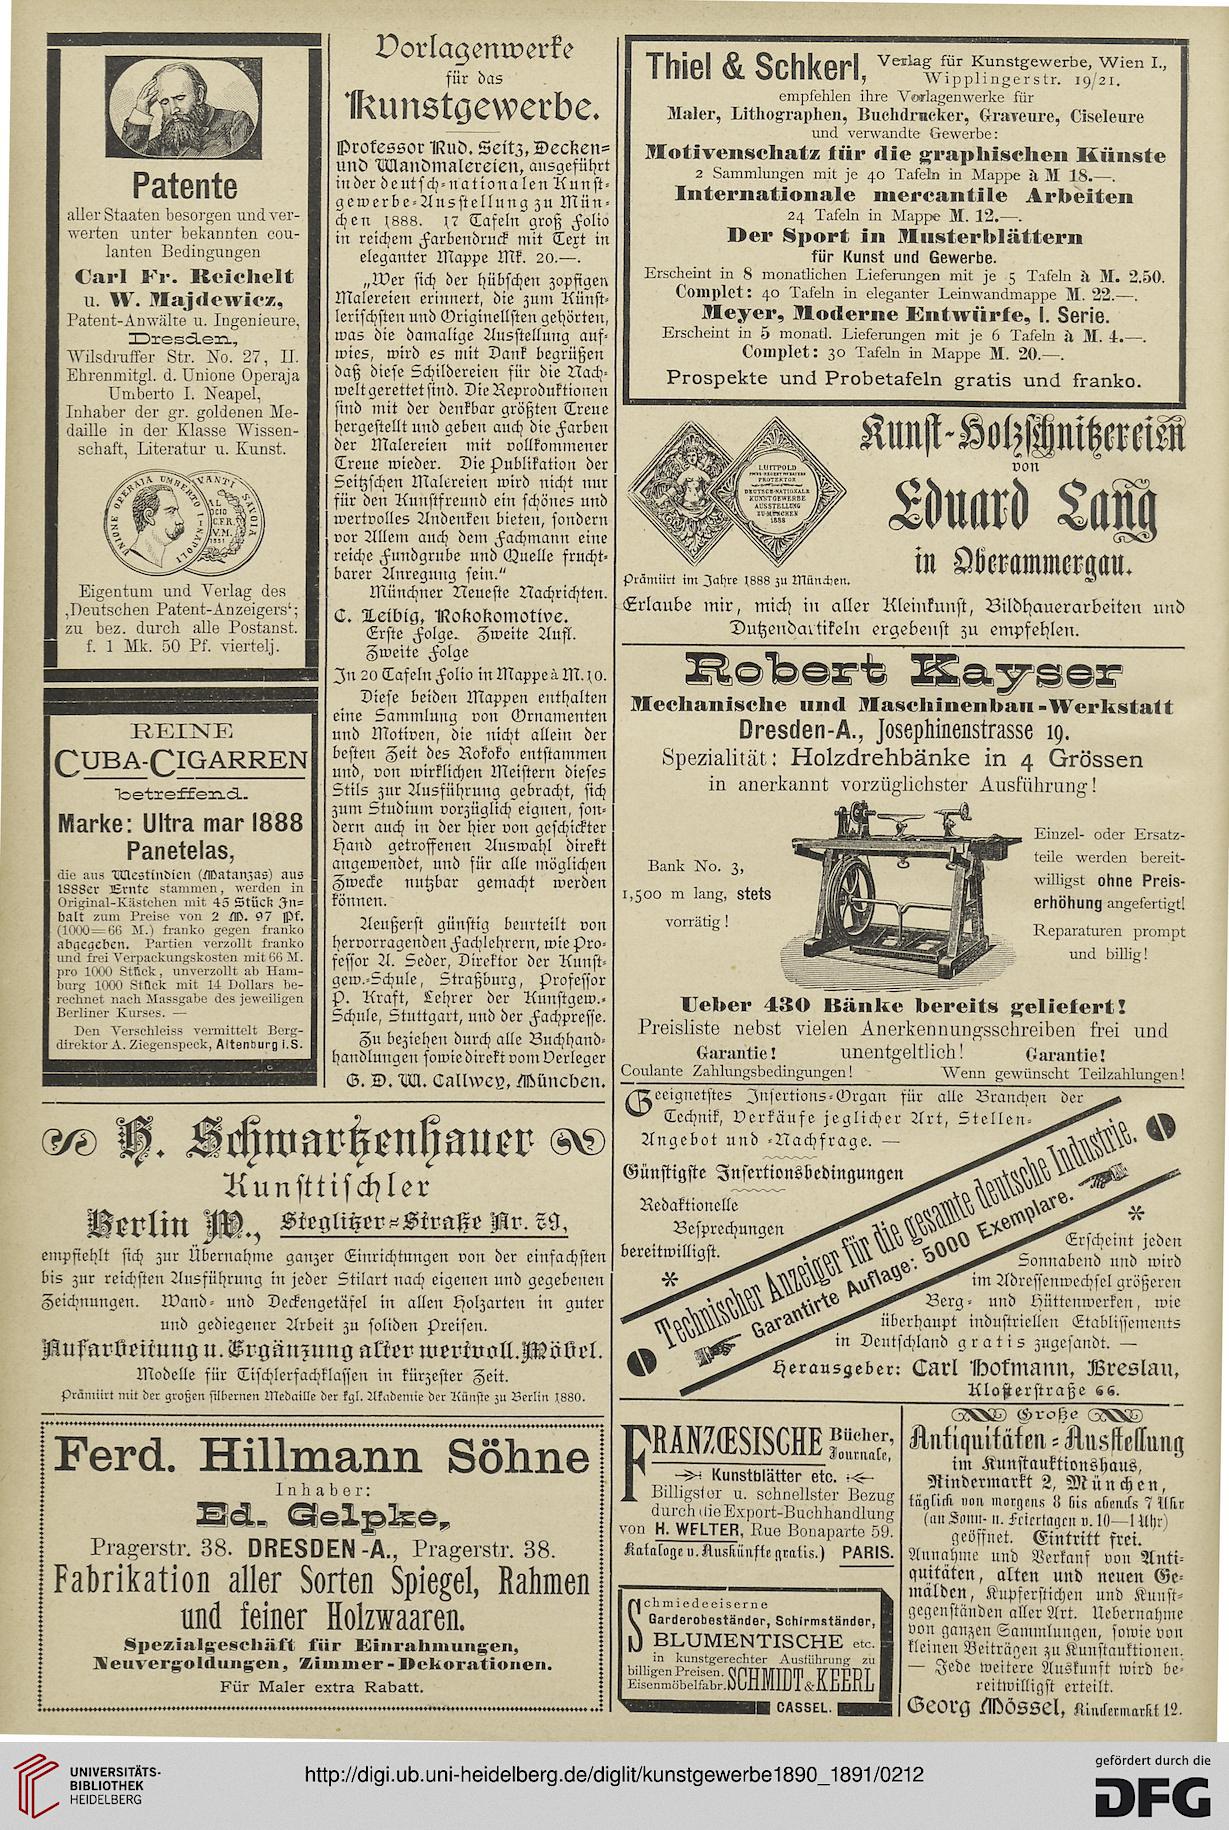 Patente
aller Staaten besorgen und ver-
werten unter bekannten cou-
lanten Bedingungen
Carl Fr. Reichelt
u. W. Majdewicz,
Patent-Anwälte u. Ingenieure,
Dresden,
Wilsdruffer Str. No. 27, II.
Ehrenmitgl. d. Unione Operaja
Umberto I. Neapel,
Inhaber der gr. goldenen Me-
daille in der Klasse Wissen-
schaft, Literatur u. Kunst.
UNIONE OPERAIA UMBERTO I - NAPOLI
AVANTI SAVOIA
Eigentum und Verlag des
‚Deutschen Patent-Anzeigers‘;
zu bez. durch alle Postanst.
f. 1 Mk. 50 Pf. viertelj.
REINE
CUBA-CIGARREN
betreffend.
Marke: Ultra mar 1888
Panetelas,
die aus Westindien (Matanzas) aus
1888er Ernte stammen, werden in
Original-Kästchen mit 45 Stück In=
halt zum Preise von 2 M. 97 Pf.
(1000=66 M.) franko gegen franko
abgegeben. Partien verzollt franko
und frei Verpackungskosten mit 66 M.
pro 1000 Stück, unverzollt ab Ham-
burg 1000 Stück mit 14 Dollars be-
rechnet nach Massgabe des jeweiligen
Berliner Kurses. —
Den Verschleiss vermittelt Berg-
direktor A. Ziegenspeck, Altenburg i.S.
Vorlagenwerke
für das
Kunstgewerbe.
Professor Rud. Seitz, Decken=
und Wandmalereien, ausgeführt
in der deutsch=nationalen Kunst=
gewerbe=Ausstellung zu Mün=
chen 1888. 17 Tafeln groß Folio
in reichem Farbendruck mit Text in
eleganter Mappe Mk. 20.—.
„Wer sich der hübschen zopfigen
Malereien erinnert, die zum Künst=
lerischsten und Originellsten gehörten,
was die damalige Ausstellung auf=
wies, wird es mit Dank begrüßen
daß diese Schildereien für die Nach=
welt gerettet sind. Die Reproduktionen
sind mit der denkbar größten Treue
hergestellt und geben auch die Farben
der Malereien mit vollkommener
Treue wieder. Die Publikation der
Seitzschen Malereien wird nicht nur
für den Kunstfreund ein schönes und
wertvolles Andenken bieten, sondern
vor Allem auch dem Fachmann eine
reiche Fundgrube und Quelle frucht=
barer Anregung sein.“
Münchner Neueste Nachrichten.
C. Leibig, Rokokomotive.
Erste Folge. Zweite Aufl.
Zweite Folge
In 20 Tafeln Folio in Mappe à M. 10.
Diese beiden Mappen enthalten
eine Sammlung von Ornamenten
und Motiven, die nicht allein der
besten Zeit des Rokoko entstammen
und, von wirklichen Meistern dieses
Stils zur Ausführung gebracht, sich
zum Studium vorzüglich eignen, son=
dern auch in der hier von geschickter
Hand getroffenen Auswahl direkt
angewendet, und für alle möglichen
Zwecke nutzbar gemacht werden
können.
Aeußerst günstig beurteilt von
hervorragenden Fachlehrern, wie Pro=
fessor A. Seder, Direktor der Kunst=
gew.=Schule, Straßburg, Professor
P. Kraft, Lehrer der Kunstgew.=
Schule, Stuttgart, und der Fachpresse.
Zu beziehen durch alle Buchhand=
handlungen sowie direkt vom Verleger
G. D. W. Callwey, München.
Thiel & Schkerl, Verlag für Kunstgewerbe, Wien I.,
Wipplingerstr. 19/21.
empfehlen ihre Vorlagenwerke für
Maler, Lithographen, Buchdrucker, Graveure, Ciseleure
und verwandte Gewerbe:
Motivenschatz für die graphischen Künste
2 Sammlungen mit je 40 Tafeln in Mappe à M 18.—.
Internationale mercantile Arbeiten
24 Tafeln in Mappe M. 12.—.
Der Sport in Musterblättern
für Kunst und Gewerbe.
Erscheint in 8 monatlichen Lieferungen mit je 5 Tafeln à M. 2.50.
Complet: 40 Tafeln in eleganter Leinwandmappe M. 22.—.
Meyer, Moderne Entwürfe, I. Serie.
Erscheint in 5 monatl. Lieferungen mit je 6 Tafeln à M. 4.—.
Complet: 30 Tafeln in Mappe M. 20.—.
Prospekte und Probetafeln gratis und franko.
LUITPOLD
PROTEKTOR
DEUTSCH-NATIONALE
KUNSTGEWERBE
AUSSTELLUNG
ZU MÜNCHEN
1888
Prämiirt im Jahre 1888 zu München.
Kunst-Holzschnitzereien
von
Eduard Lang
in Oberammergau.
Erlaube mir, mich in aller Kleinkunst, Bildhauerarbeiten und
Dutzendartikeln ergebenst zu empfehlen.
Robert Kayser
Mechanische und Maschinenbau-Werkstatt
Dresden-A., Josephinenstrasse 19.
Spezialität: Holzdrehbänke in 4 Grössen
in anerkannt vorzüglichster Ausführung!
Bank No. 3,
1,500 m lang, stets
vorrätig!
Einzel- oder Ersatz-
teile werden bereit-
willigst ohne Preis-
erhöhung angefertigt!
Reparaturen prompt
und billig!
Ueber 430 Bänke bereits geliefert!
Preisliste nebst vielen Anerkennungsschreiben frei und
Garantie! unentgeltlich! Garantie!
Coulante Zahlungsbedingungen! Wenn gewünscht Teilzahlungen!
Geeignetstes Insertions=Organ für alle Branchen der
Technik, Verkäufe jeglicher Art, Stellen=
Angebot und =Nachfrage. —
Günstigste Insertionsbedingungen
Redaktionelle
Besprechungen
bereitwilligst.
Technischer Anzeiger für die gesamte deutsche Industrie.
Garantirte Auflage: 5000 Exemplare.
Erscheint jeden
Sonnabend und wird
im Adressenwechsel größeren
Berg= und Hüttenwerken, wie
überhaupt industriellen Etablissements
in Deutschland gratis zugesandt. —
Herausgeber: Carl Hofmann, Breslau,
Klosterstraße 66.
H. Schwartzenhauer
Kunsttischler
Berlin W., Steglitzer=Straße Nr. 79,
empfiehlt sich zur Übernahme ganzer Einrichtungen von der einfachsten
bis zur reichsten Ausführung in jeder Stilart nach eigenen und gegebenen
Zeichnungen. Wand= und Deckengetäfel in allen Holzarten in guter
und gediegener Arbeit zu soliden Preisen.
Aufarbeitung u. Ergänzung alter wertvoll. Möbel.
Modelle für Tischlerfachklassen in kürzester Zeit.
Prämiirt mit der großen silbernen Medaille der kgl. Akademie der Künste zu Berlin 1880.
Ferd. Hillmann Söhne
Inhaber:
Ed. Gelpke,
Pragerstr. 38. DRESDEN-A., Pragerstr. 38.
Fabrikation aller Sorten Spiegel, Rahmen
und feiner Holzwaaren.
Spezialgeschäft für Einrahmungen,
Neuvergoldungen, Zimmer-Dekorationen.
Für Maler extra Rabatt.
FRANZŒSISCHE Bücher,
Journale,
Kunstblätter etc.
Billigster u. schnellster Bezug
durch die Export-Buchhandlung
von H. WELTER, Rue Bonaparte 59.
Kataloge u. Auskünfte gratis.) PARIS.
Schmiedeeiserne
Garderobeständer, Schirmständer,
BLUMENTISCHE etc.
in kunstgerechter Ausführung zu
billigen Preisen.
Eisenmöbelfabr. SCHMIDT & KEERL
CASSEL.
Große
Antiquitäten=Ausstellung
im Kunstauktionshaus,
Rindermarkt 2, München,
täglich von morgens 8 bis abends 7 Uhr
(an Sonn- u. Feiertagen v. 10—1 Uhr)
geöffnet. Eintritt frei.
Annahme und Verkauf von Anti=
quitäten, alten und neuen Ge=
mälden, Kupferstichen und Kunst=
gegenständen aller Art. Uebernahme
von ganzen Sammlungen, sowie von
kleinen Beiträgen zu Kunstauktionen.
— Jede weitere Auskunft wird be=
reitwilligst erteilt.
Georg Mössel, Rindermarkt 12.
UNIVERSITÄTS-
BIBLIOTHEK
HEIDELBERG
http://digi.ub.uni-heidelberg.de/diglit/kunstgewerbe1890_1891/0212
gefördert durch die
DFG